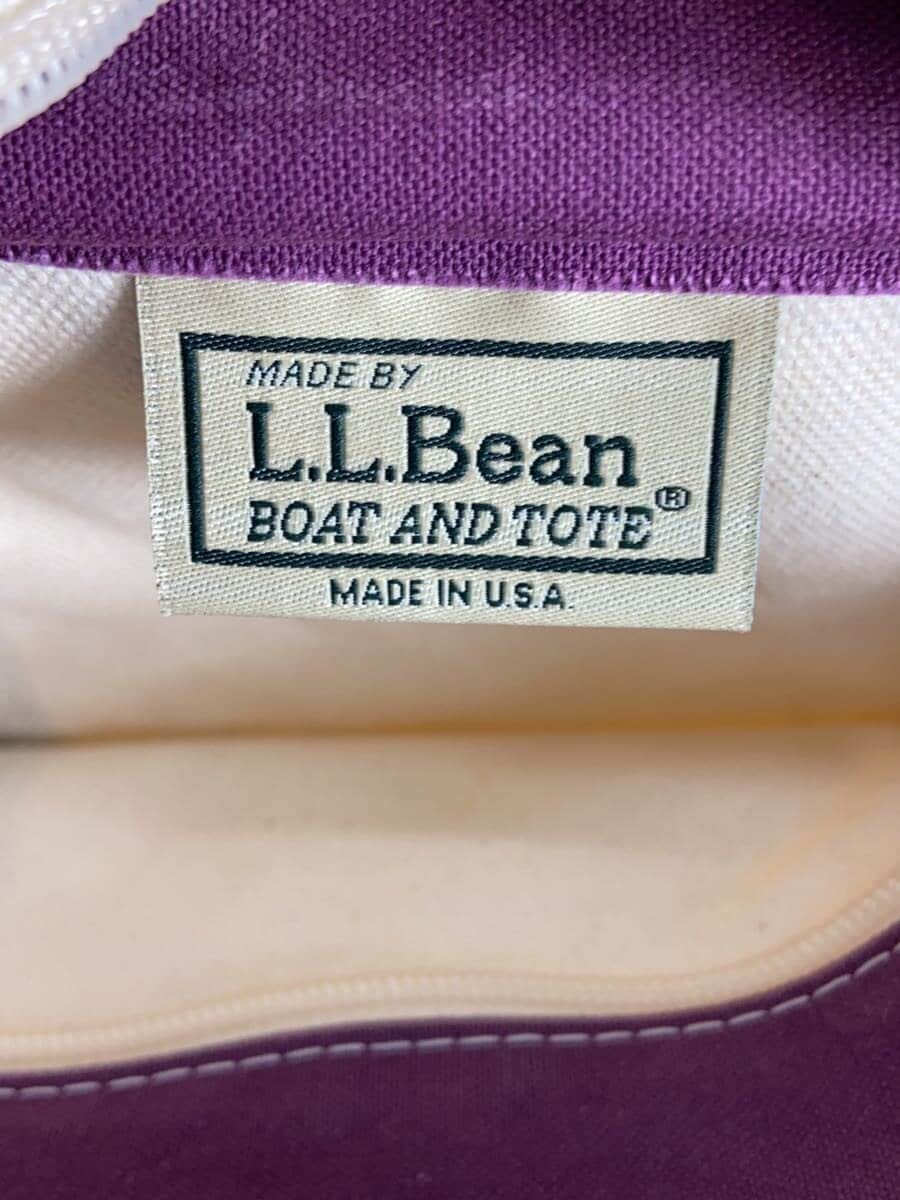 MADE BY
L.L.Bean
BOAT AND TOTE®
MADE IN U.S.A.